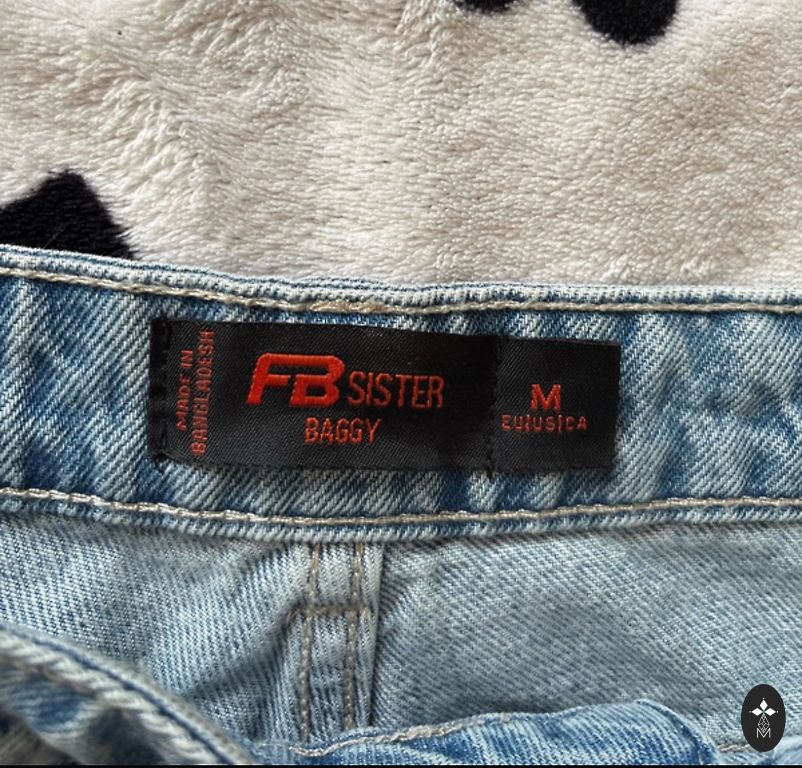 MADE IN
BANGLADESH
FB SISTER
BAGGY
M
EU|US|CA